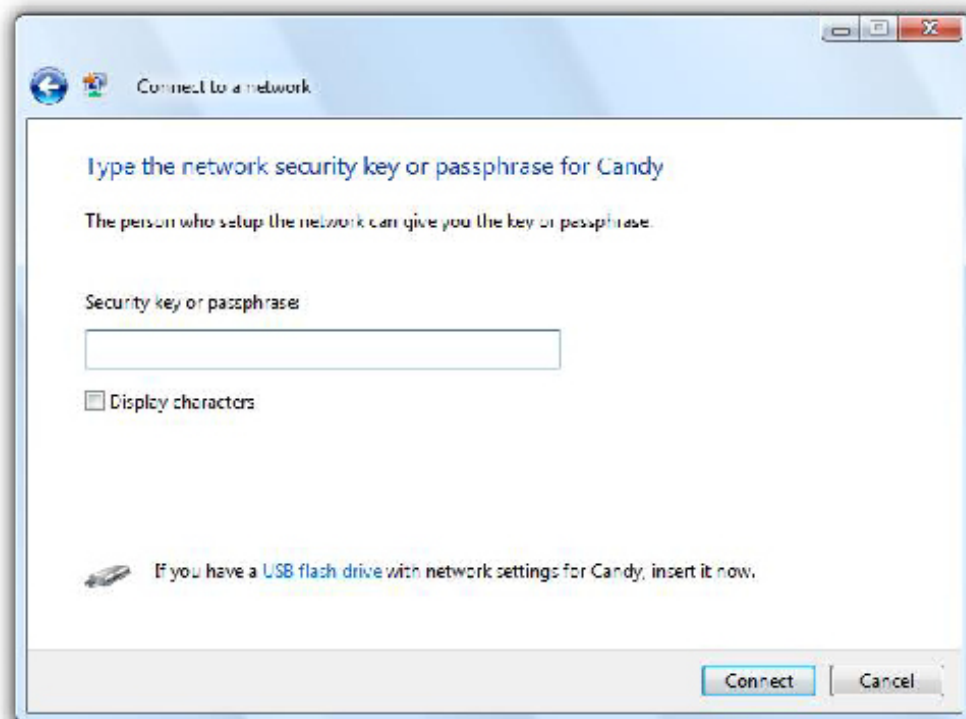 Connect to a network
Type the network security key or passphrase for Candy
The person who setup the network can give you the key or passphrase.
Security key or passphrase:
Display characters
If you have a USB flash drive with network settings for Candy, insert it now.
Connect Cancel